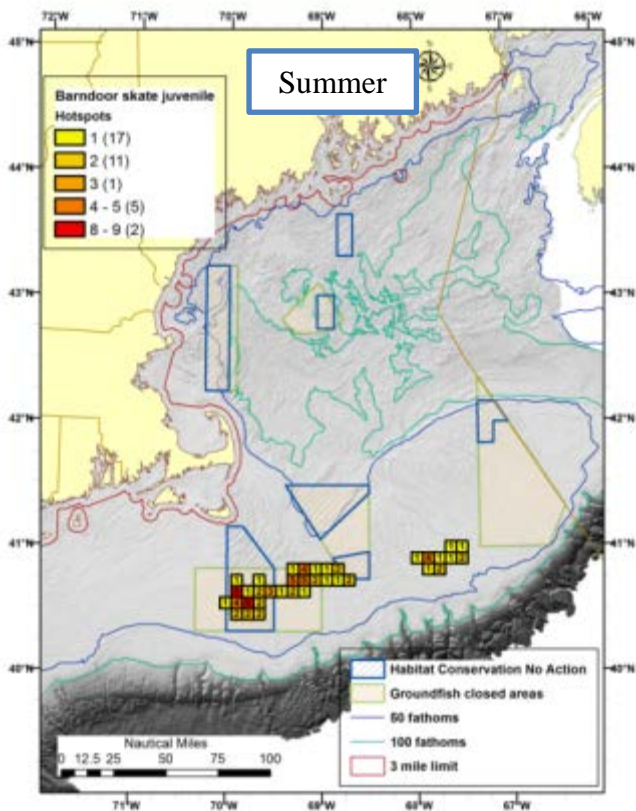 72°W 70°W 69°W 68°W 67°W 66°W
45°N 45°N
Summer
Barndoor skate juvenile
Hotspots
1 (17)
2 (11)
3 (1)
4 - 5 (5)
8 - 9 (2)
44°N 44°N
43°N 43°N
42°N 42°N
41°N 41°N
40°N 40°N
Nautical Miles
0 12.5 25 50 75 100
Habitat Conservation No Action
Groundfish closed areas
50 fathoms
100 fathoms
3 mile limit
71°W 70°W 69°W 68°W 67°W